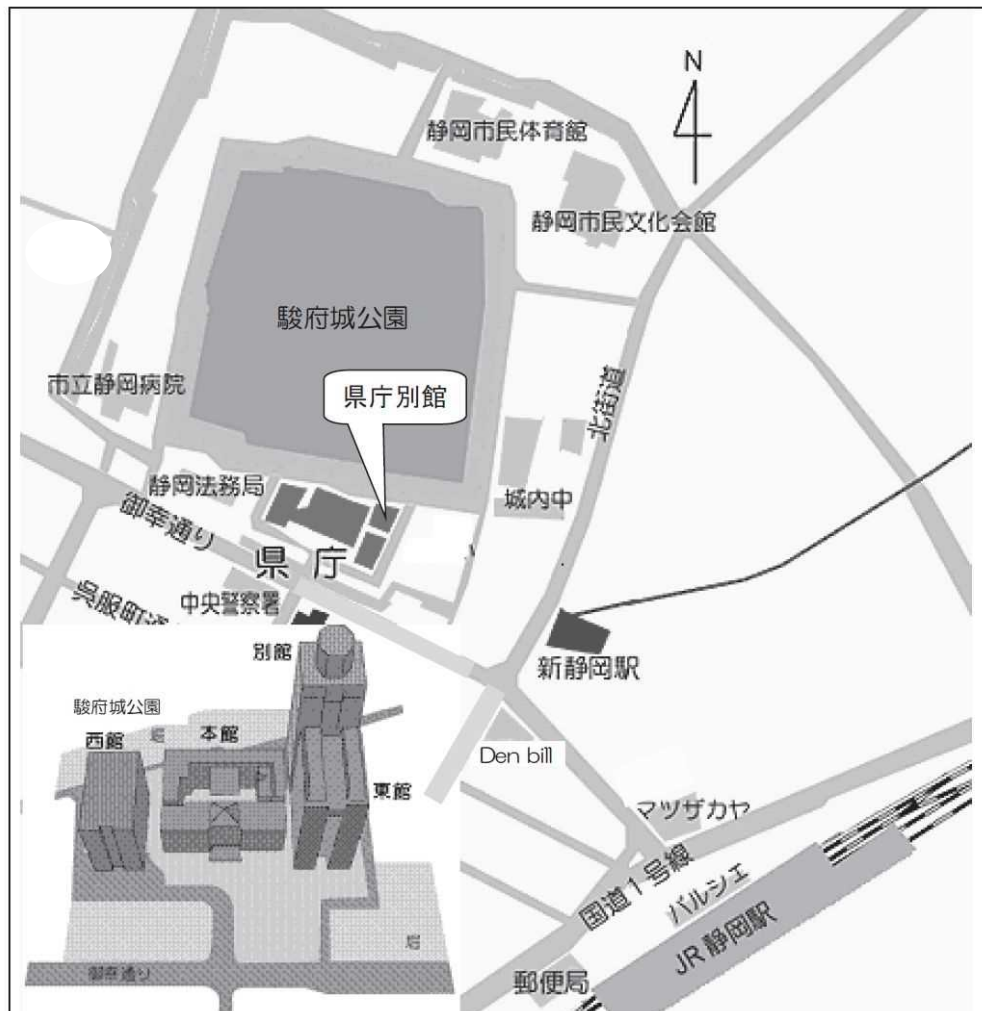 N
静岡市民体育館
静岡市民文化会館
駿府城公園
県庁別館
市立静岡病院
北街道
静岡法務局
城内中
御幸通り
県庁
中央警察署
呉服町通
新静岡駅
別館
駿府城公園
堀
西館
本館
東館
Den bill
マツザカヤ
国道1号線
パルシェ
JR 静岡駅
堀
御幸通り
郵便局